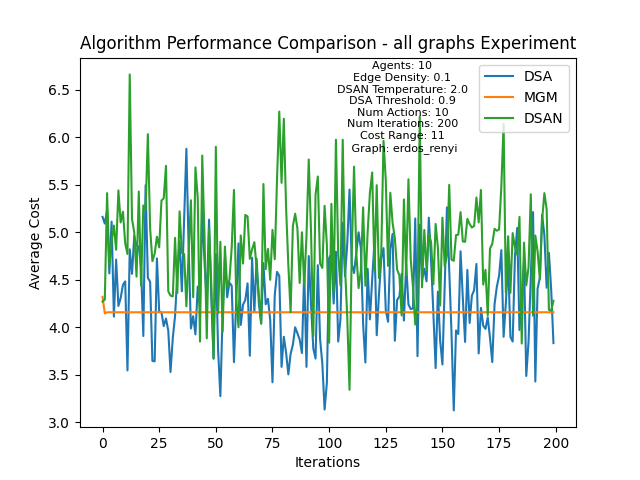 Algorithm Performance Comparison - all graphs Experiment
Agents: 10
Edge Density: 0.1
DSAN Temperature: 2.0
DSA Threshold: 0.9
Num Actions: 10
Num Iterations: 200
Cost Range: 11
Graph: erdos_renyi
DSA
MGM
DSAN
Average Cost
6.5
6.0
5.5
5.0
4.5
4.0
3.5
3.0
0 25 50 75 100 125 150 175 200
Iterations